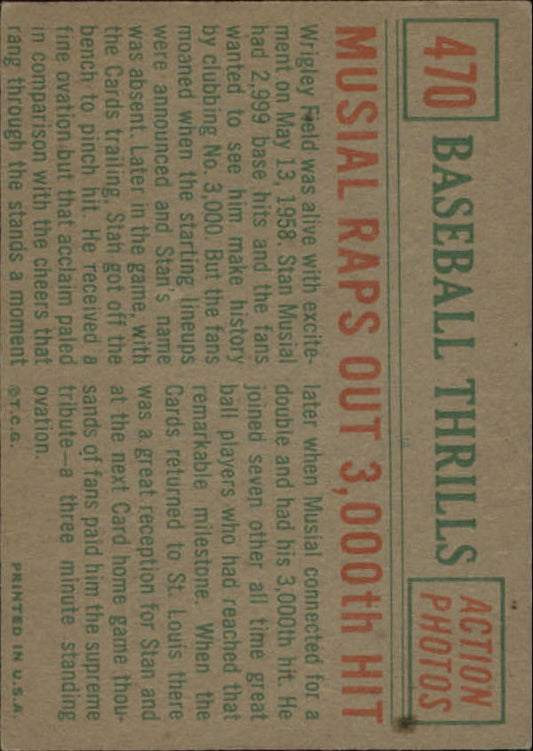 470
BASEBALL THRILLS
ACTION
PHOTOS
MUSIAL RAPS OUT 3,000th HIT
Wrigley Field was alive with excite-
ment on May 13, 1958. Stan Musial
had 2,999 base hits and the fans
wanted to see him make history
by clubbing No. 3,000. But the fans
moaned when the starting lineups
were announced and Stan's name
was absent. Later in the game, with
the Cards trailing, Stan got off the
bench to pinch hit. He received a
fine ovation but that acclaim paled
in comparison with the cheers that
rang through the stands a moment
later when Musial connected for a
double and had his 3,000th hit. He
joined seven other all time great
ball players who had reached that
remarkable milestone. When the
Cards returned to St. Louis there
was a great reception for Stan and
at the next Card home game thou-
sands of fans paid him the supreme
tribute—a three minute standing
ovation.
©T.C.G.
PRINTED IN U.S.A.